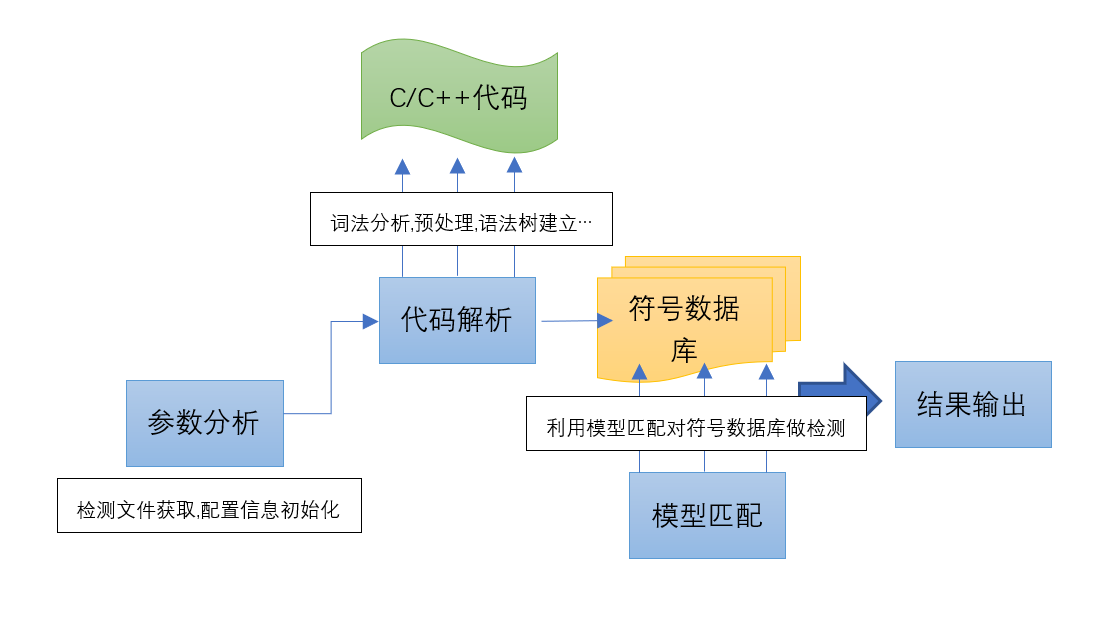 C/C++代码
词法分析,预处理,语法树建立…
代码解析
符号数据
库
参数分析
检测文件获取,配置信息初始化
利用模型匹配对符号数据库做检测
结果输出
模型匹配